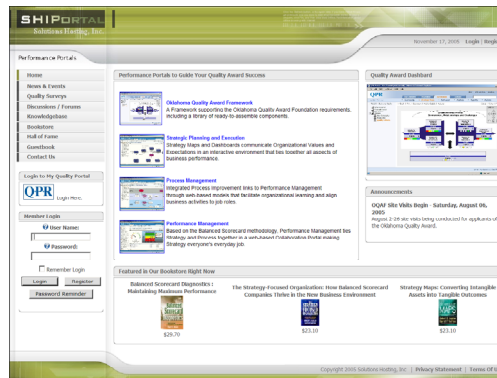 SHIPORTAL
Solutions Hosting, Inc.
November 17, 2005 Login | Regi
Performance Portals
Home
News & Events
Quality Surveys
Discussions / Forums
Knowledgebase
Bookstore
Hall of Fame
Guestbook
Contact Us
Login to My Quality Portal
QPR Login Here.
Member Login
User Name:
Password:
Remember Login
Login Register
Password Reminder
Performance Portals to Guide Your Quality Award Success
Oklahoma Quality Award Framework
A Framework supporting the Oklahoma Quality Award Foundation requirements,
including a library of ready-to-assemble components.
Strategic Planning and Execution
Strategy Maps and Dashboards communicate Organizational Values and
Expectations in an interactive environment that ties together all aspects of
business performance.
Process Management
Integrated Process Improvement links to Performance Management
through web-based models that facilitate organizational learning and align
business activities to job roles.
Performance Management
Based on the Balanced Scorecard methodology, Performance Management ties
Strategy and Process together in a web-based Collaboration Portal making
Strategy everyone's everyday job.
Quality Award Dashbard
QPR
Announcements
OQAF Site Visits Begin - Saturday, August 06,
2005
August 2-26 site visits being conducted for applicants of
the Oklahoma Quality Award.
Featured in Our Bookstore Right Now
Balanced Scorecard Diagnostics :
Maintaining Maximum Performance
$29.70
The Strategy-Focused Organization: How Balanced Scorecard
Companies Thrive in the New Business Environment
$23.10
Strategy Maps: Converting Intangible
Assets into Tangible Outcomes
$23.10
Copyright 2005 Solutions Hosting, Inc. | Privacy Statement | Terms Of